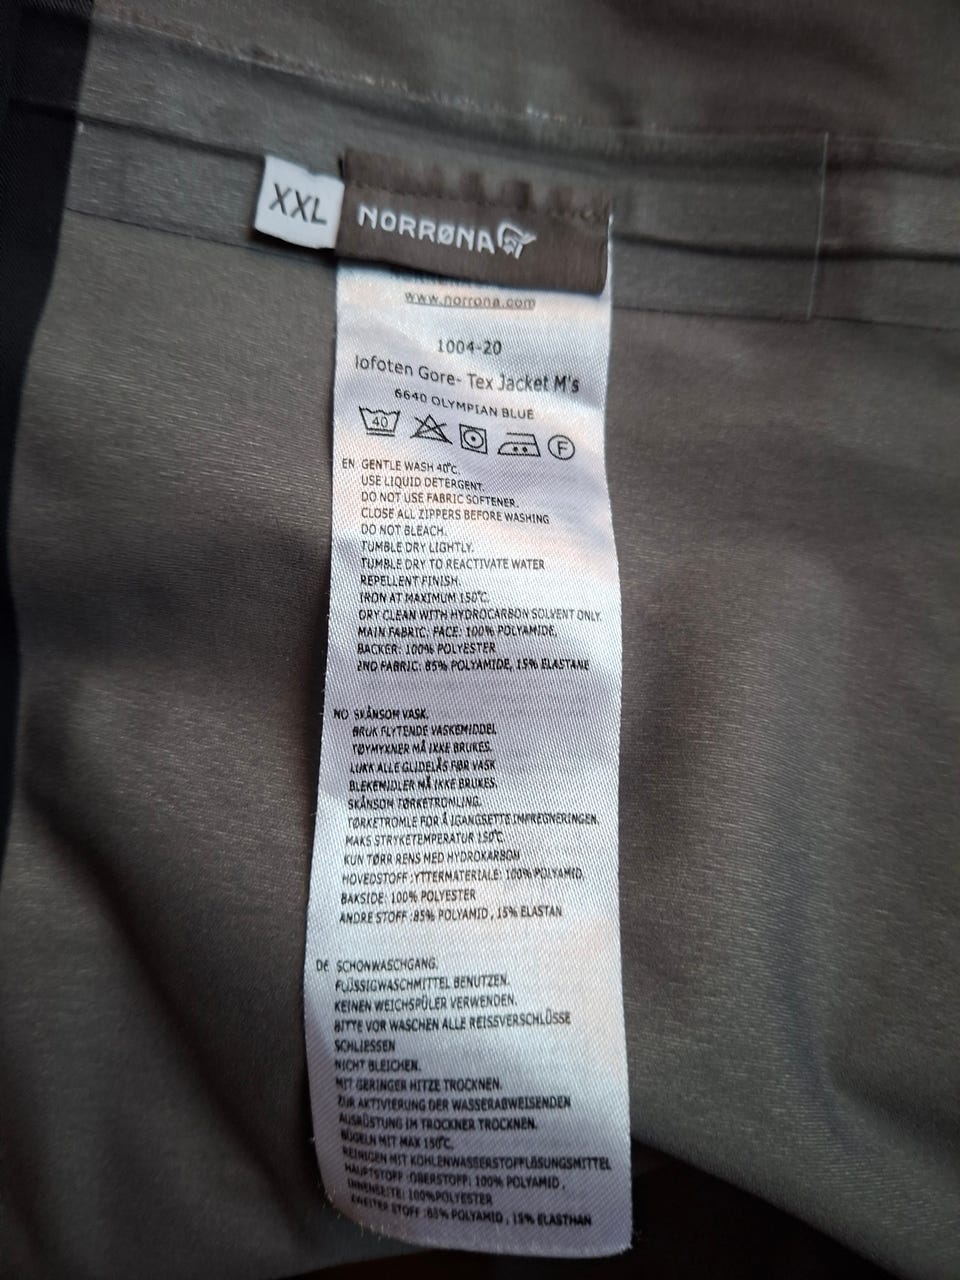 XXL
NORRØNA
www.norrona.com
1004-20
lofoten Gore- Tex Jacket M's
6640 OLYMPIAN BLUE
40
F
EN GENTLE WASH 40°C.
USE LIQUID DETERGENT.
DO NOT USE FABRIC SOFTENER.
CLOSE ALL ZIPPERS BEFORE WASHING
DO NOT BLEACH.
TUMBLE DRY LIGHTLY.
TUMBLE DRY TO REACTIVATE WATER
REPELLENT FINISH.
IRON AT MAXIMUM 150°C.
DRY CLEAN WITH HYDROCARBON SOLVENT ONLY.
MAIN FABRIC: FACE: 100% POLYAMIDE,
BACKER: 100% POLYESTER
2ND FABRIC: 85% POLYAMIDE, 15% ELASTANE
NO SKÅNSOM VASK.
BRUK FLYTENDE VASKEMIDDEL
TØYMYKNER MÅ IKKE BRUKES.
LUKK ALLE GLIDELÅS FØR VASK
BLEKEMIDLER MÅ IKKE BRUKES.
SKÅNSOM TØRKETROMLING.
TØRKETROMLE FOR Å IGANGSETTE IMPREGNERINGEN.
MAKS STRYKETEMPERATUR 150°C.
KUN TØRR RENS MED HYDROKARBON
HOVEDSTOFF :YTTERMATERIALE: 100% POLYAMID,
BAKSIDE: 100% POLYESTER
ANDRE STOFF :85% POLYAMID , 15% ELASTAN
DE SCHONWASCHGANG.
FLÜSSIGWASCHMITTEL BENUTZEN.
KEINEN WEICHSPÜLER VERWENDEN.
BITTE VOR WASCHEN ALLE REISSVERSCHLÜSSE
SCHLIESSEN
NICHT BLEICHEN.
MIT GERINGER HITZE TROCKNEN.
ZUR AKTIVIERUNG DER WASSERABWEISENDEN
AUSRÜSTUNG IM TROCKNER TROCKNEN.
BÜGELN MIT MAX 150°C.
REINIGEN MIT KOHLENWASSERSTOFFLÖSUNGSMITTEL
HAUPTSTOFF :OBERSTOFF: 100% POLYAMID ,
INNENSEITE: 100%POLYESTER
ZWEITER STOFF :85% POLYAMID , 15% ELASTHAN